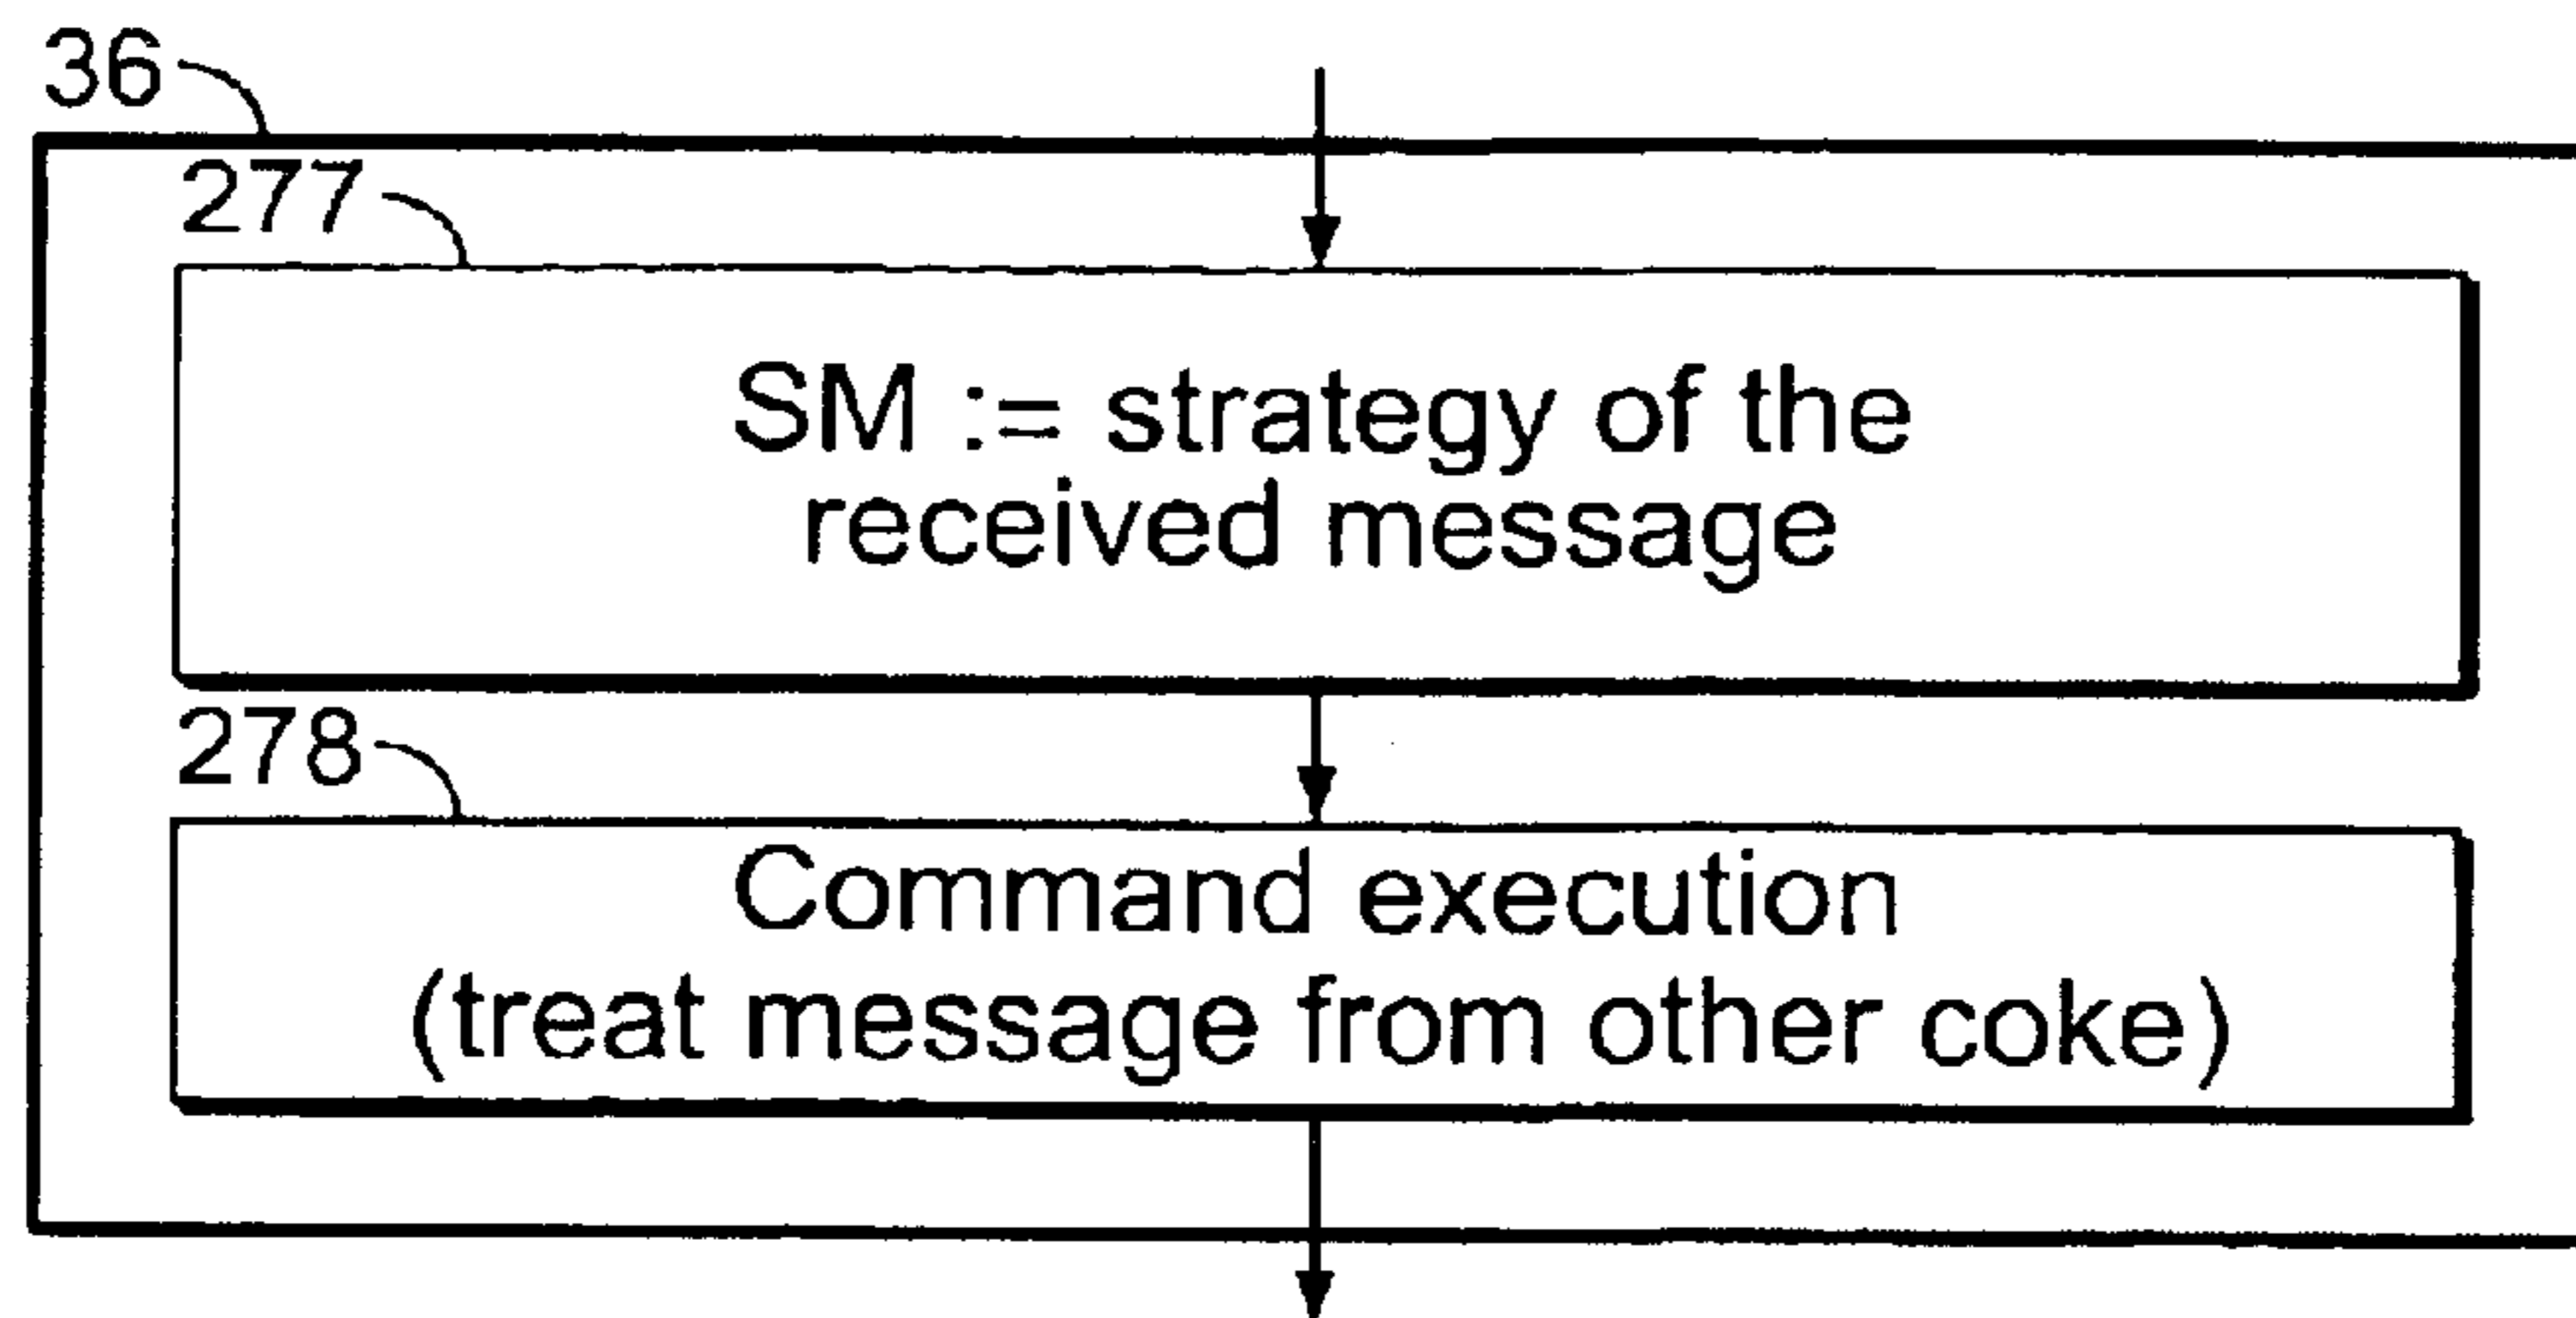 36
277
SM := strategy of the
received message
278
Command execution
(treat message from other coke)